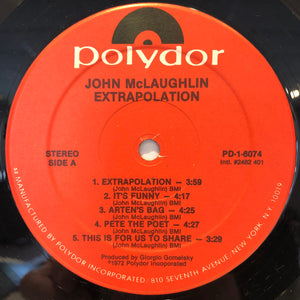 polydor
JOHN McLAUGHLIN
EXTRAPOLATION
STEREO
SIDE A
PD-1-6074
Intl. #2482 401
1. EXTRAPOLATION — 3:59
(John McLaughlin) BMI
2. IT'S FUNNY — 4:17
(John McLaughlin) BMI
3. ARTEN'S BAG — 4:25
(John McLaughlin) BMI
4. PETE THE POET — 4:27
(John McLaughlin) BMI
5. THIS IS FOR US TO SHARE — 3:29
(John McLaughlin) BMI
Produced by Giorgio Gomelsky
℗1972 Polydor Incorporated
MANUFACTURED BY POLYDOR INCORPORATED, 810 SEVENTH AVENUE • NEW YORK, N.Y. 10019